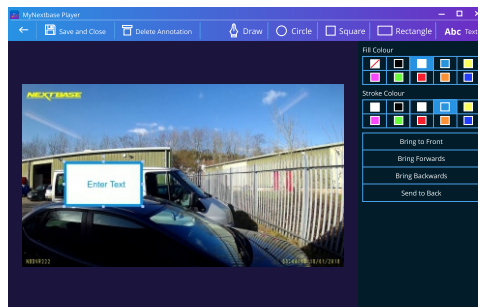 MyNextbase Player
Save and Close
Delete Annotation
Draw
Circle
Square
Rectangle
Abc Text
Fill Colour
Stroke Colour
Bring to Front
Bring Forwards
Bring Backwards
Send to Back
NEXTBASE
Enter Text